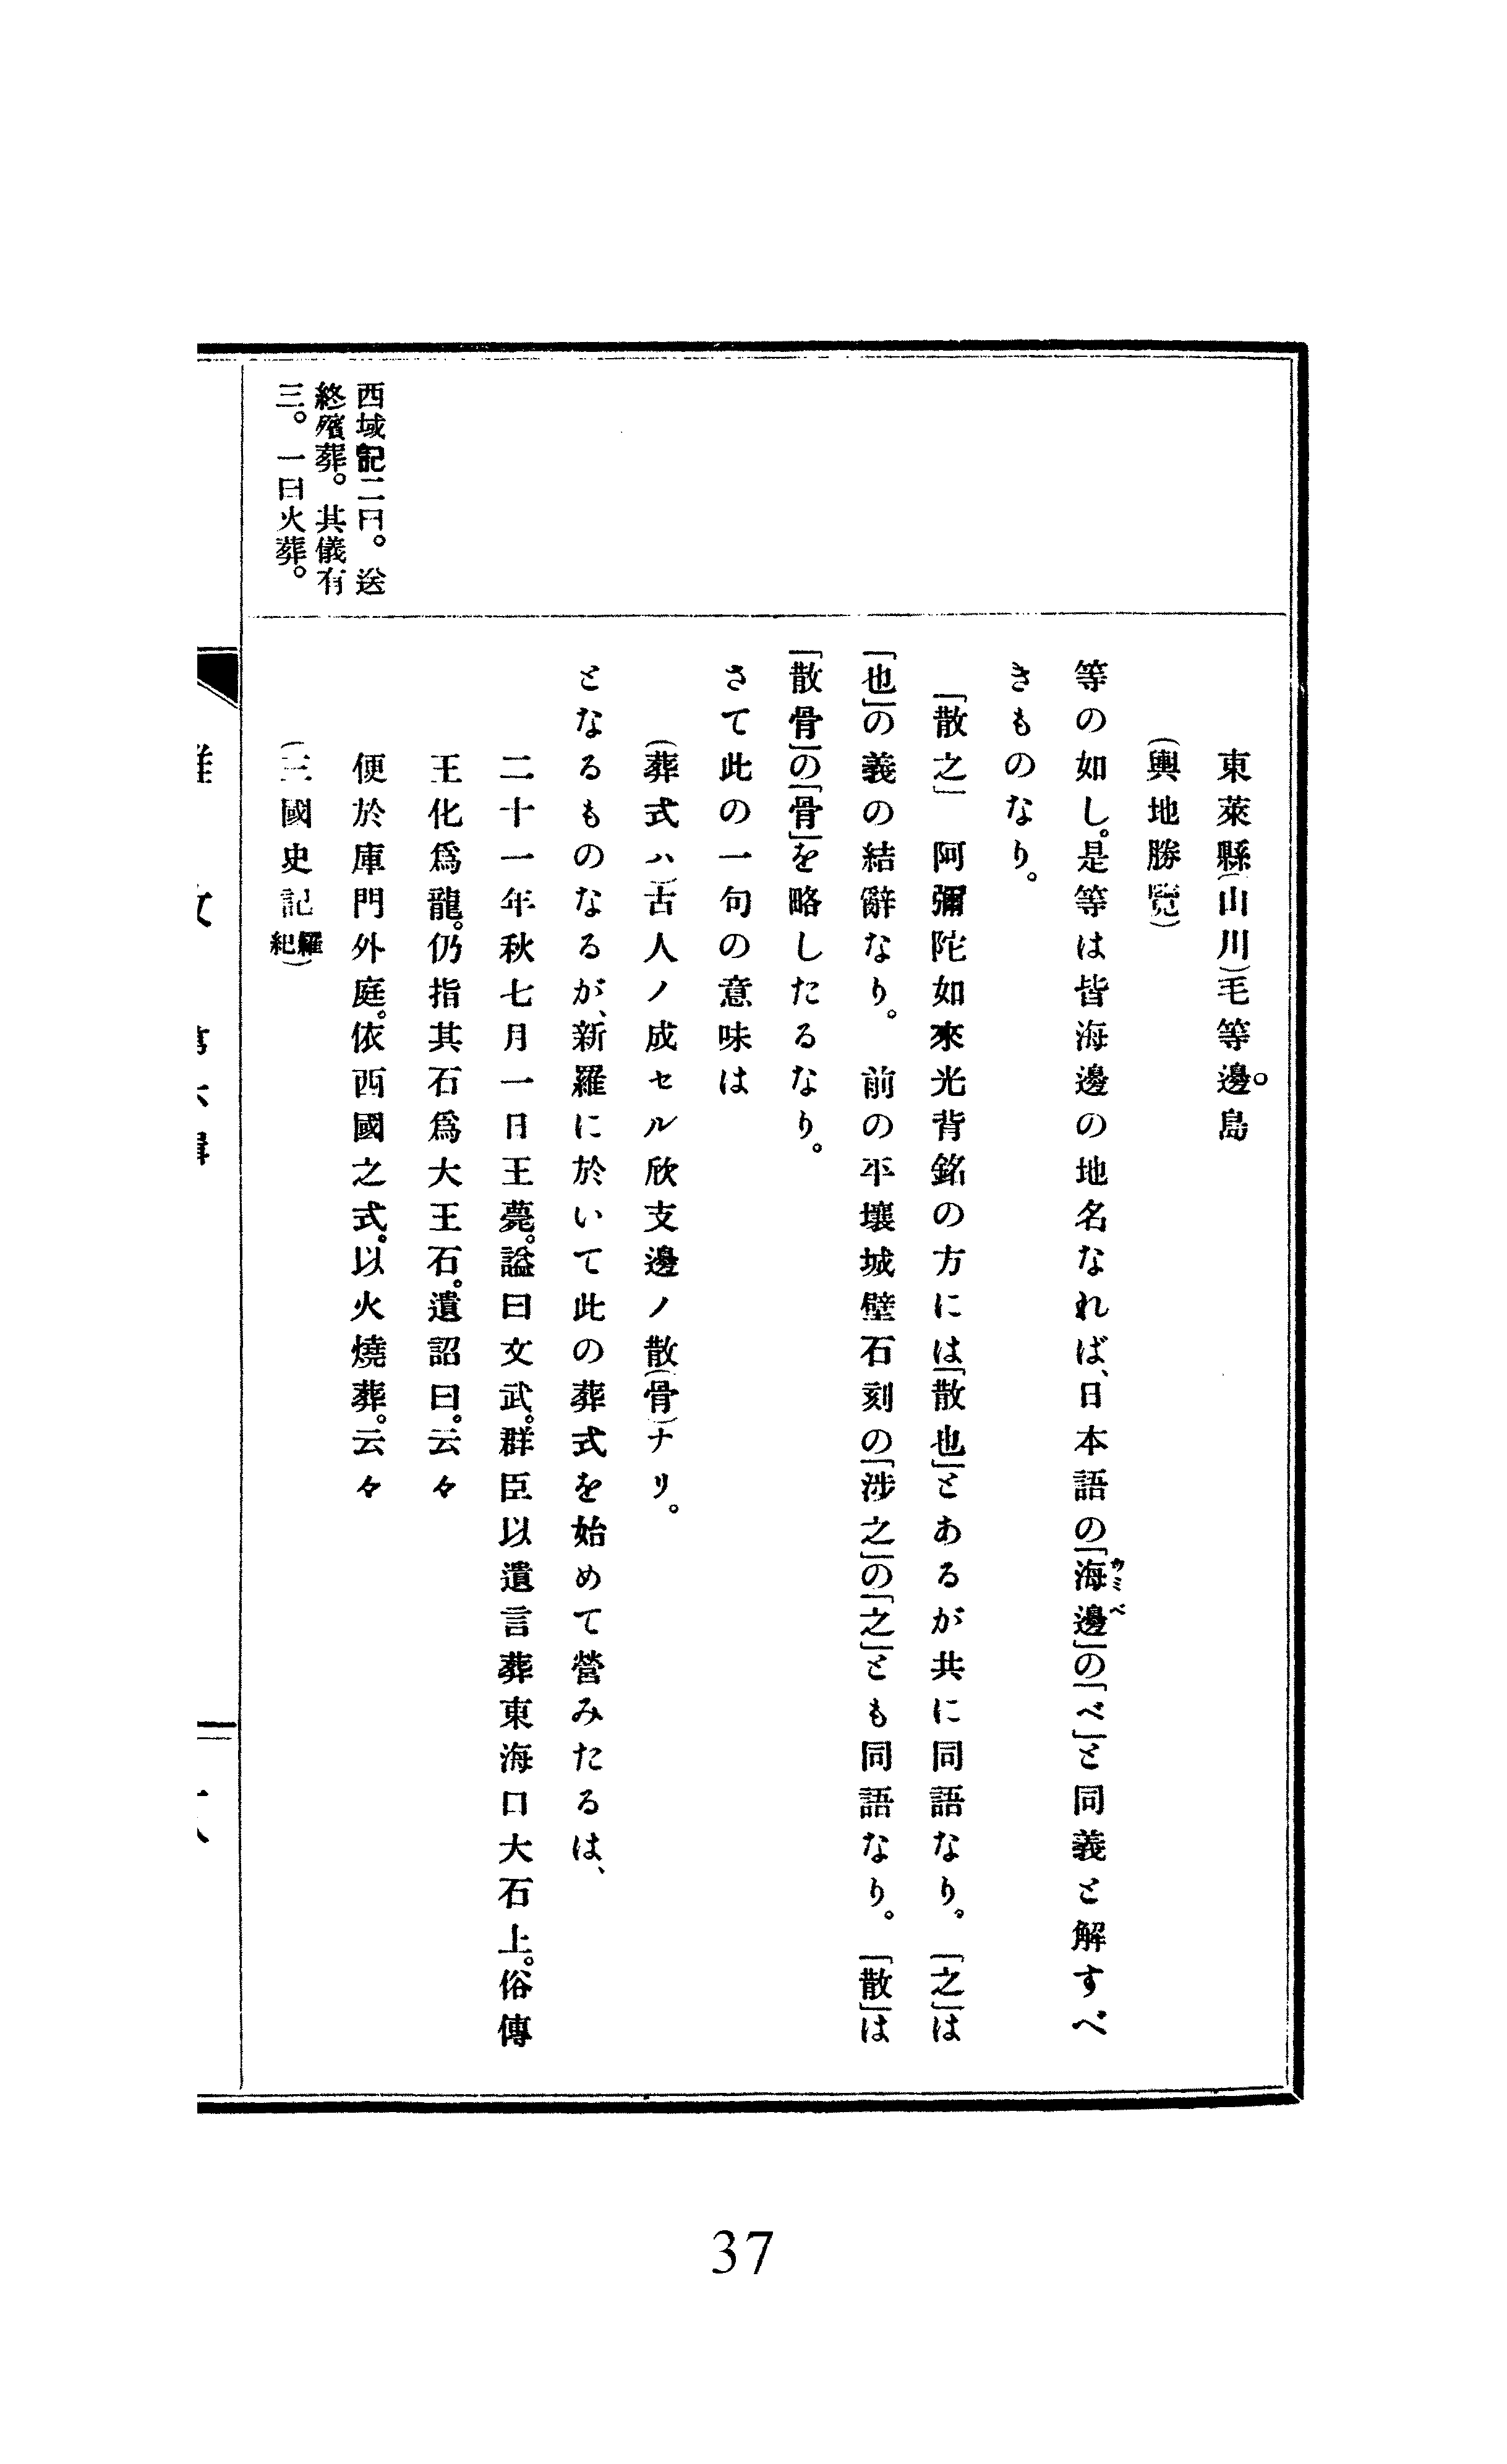 東萊縣(山川)毛等邊。島
(輿地勝覽)
等の如し。是等は皆海邊の地名なれば、日本語の「海邊」の「べ」と同義と解すべ
ウミベ
きものなり。
「散之」　阿彌陀如來光背銘の方には「散也」とあるが共に同語なり。「之」は
「也」の義の結辭なり。　前の平壤城壁石刻の「涉之」の「之」とも同語なり。「散」は
「散骨」の「骨」を略したるなり。
さて此の一句の意味は
(葬式ハ)古人ノ成セル欣支邊ノ散(骨)ナリ。
となるものなるが、新羅に於いて此の葬式を始めて營みたるは、
二十一年秋七月一日王薨。諡曰文武。群臣以遺言葬東海口大石上。俗傳
王化爲龍。仍指其石爲大王石。遺詔曰。云々
便於庫門外庭。依西國之式。以火燒葬。云々
(三國史記羅紀)
西域記二曰。送
終殯葬。其儀有
三。一曰火葬。
37